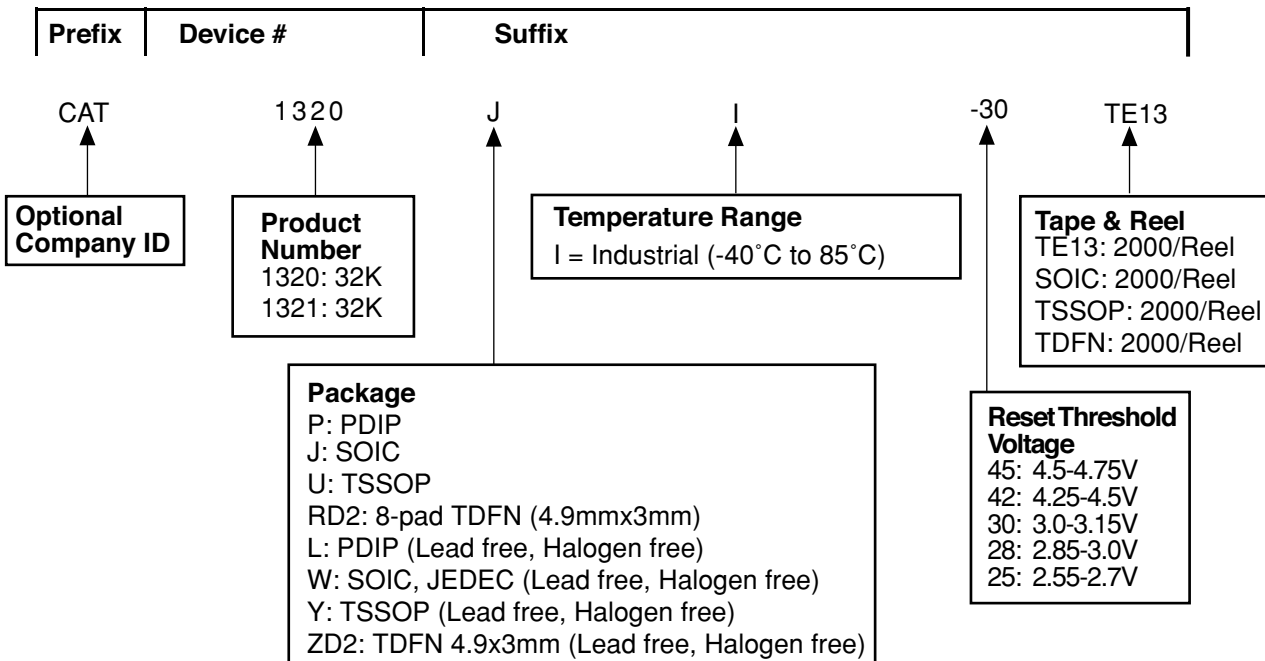 Prefix Device # Suffix
CAT 1320 J I -30 TE13
Optional
Company ID
Product
Number
1320: 32K
1321: 32K
Temperature Range
I = Industrial (-40˚C to 85˚C)
Tape & Reel
TE13: 2000/Reel
SOIC: 2000/Reel
TSSOP: 2000/Reel
TDFN: 2000/Reel
Package
P: PDIP
J: SOIC
U: TSSOP
RD2: 8-pad TDFN (4.9mmx3mm)
L: PDIP (Lead free, Halogen free)
W: SOIC, JEDEC (Lead free, Halogen free)
Y: TSSOP (Lead free, Halogen free)
ZD2: TDFN 4.9x3mm (Lead free, Halogen free)
Reset Threshold
Voltage
45: 4.5-4.75V
42: 4.25-4.5V
30: 3.0-3.15V
28: 2.85-3.0V
25: 2.55-2.7V